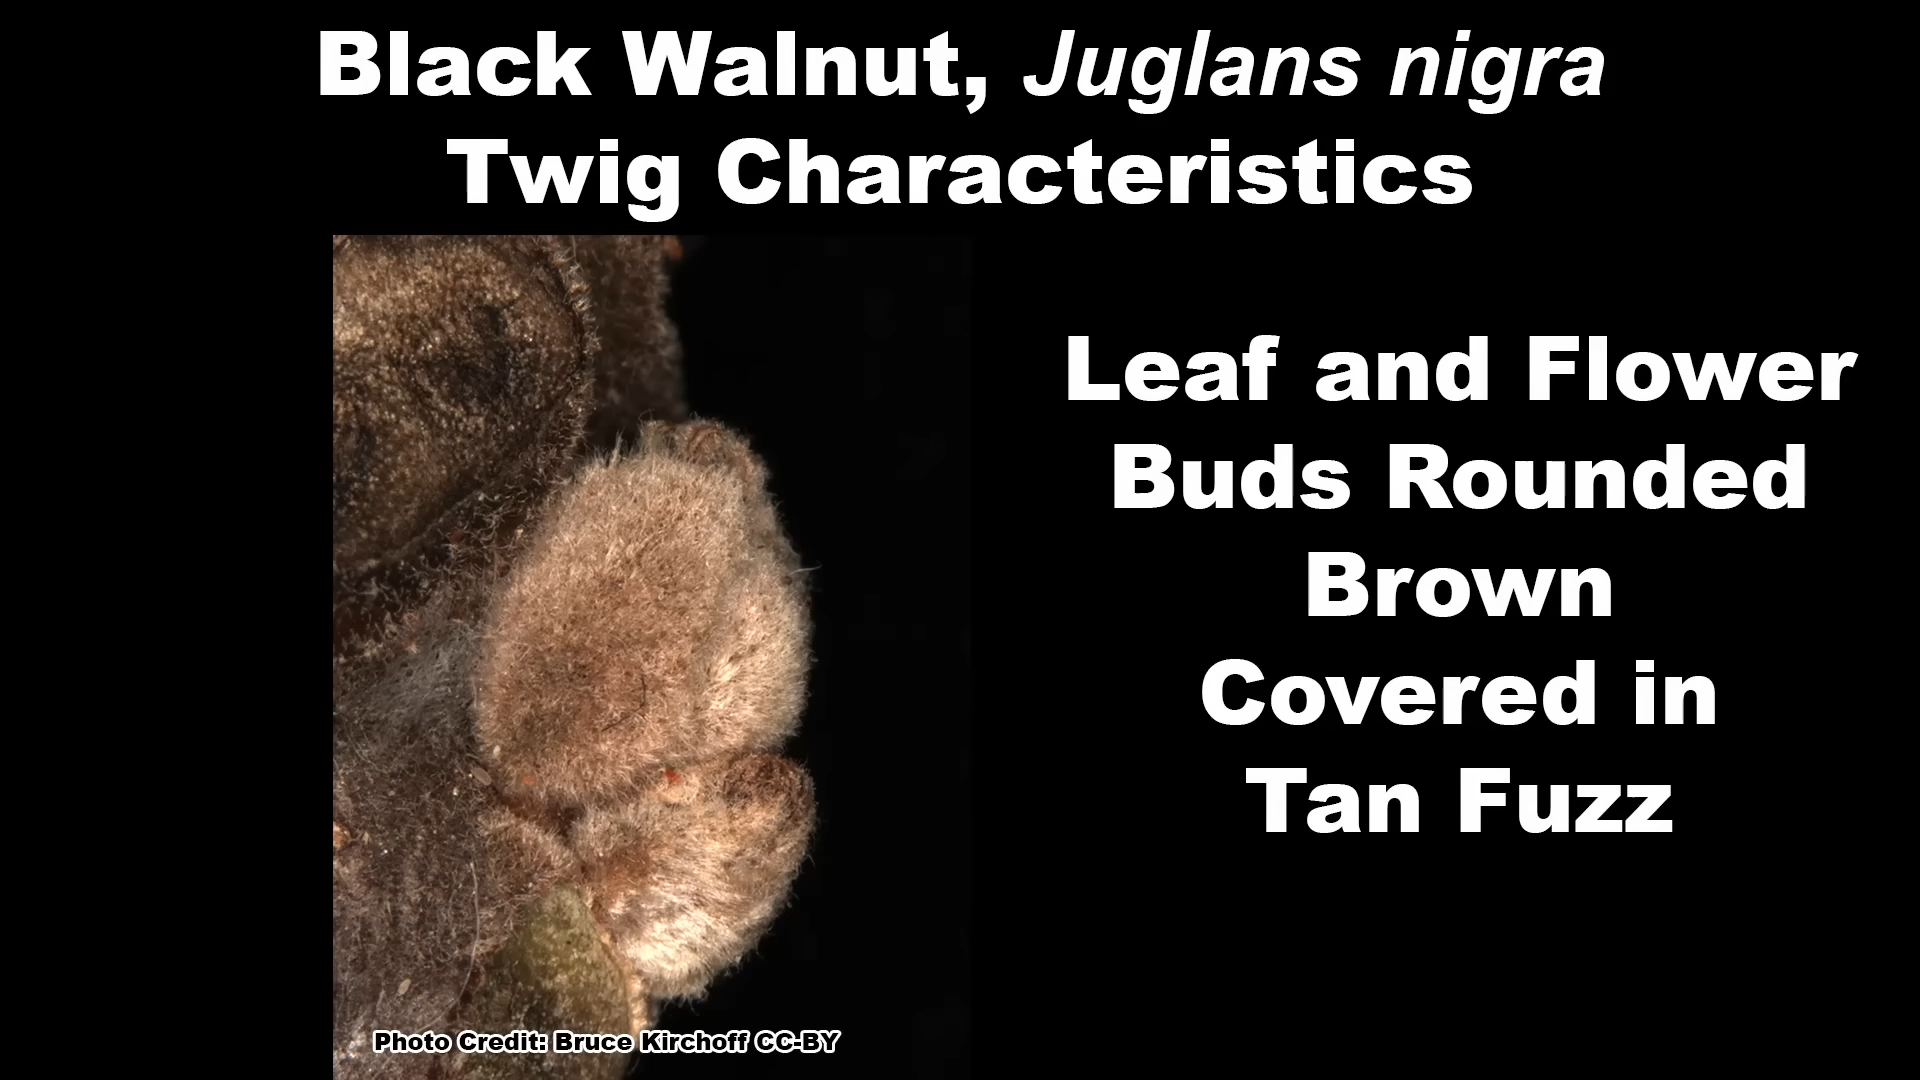 Black Walnut, Juglans nigra
Twig Characteristics
Leaf and Flower
Buds Rounded
Brown
Covered in
Tan Fuzz
Photo Credit: Bruce Kirchoff CC-BY